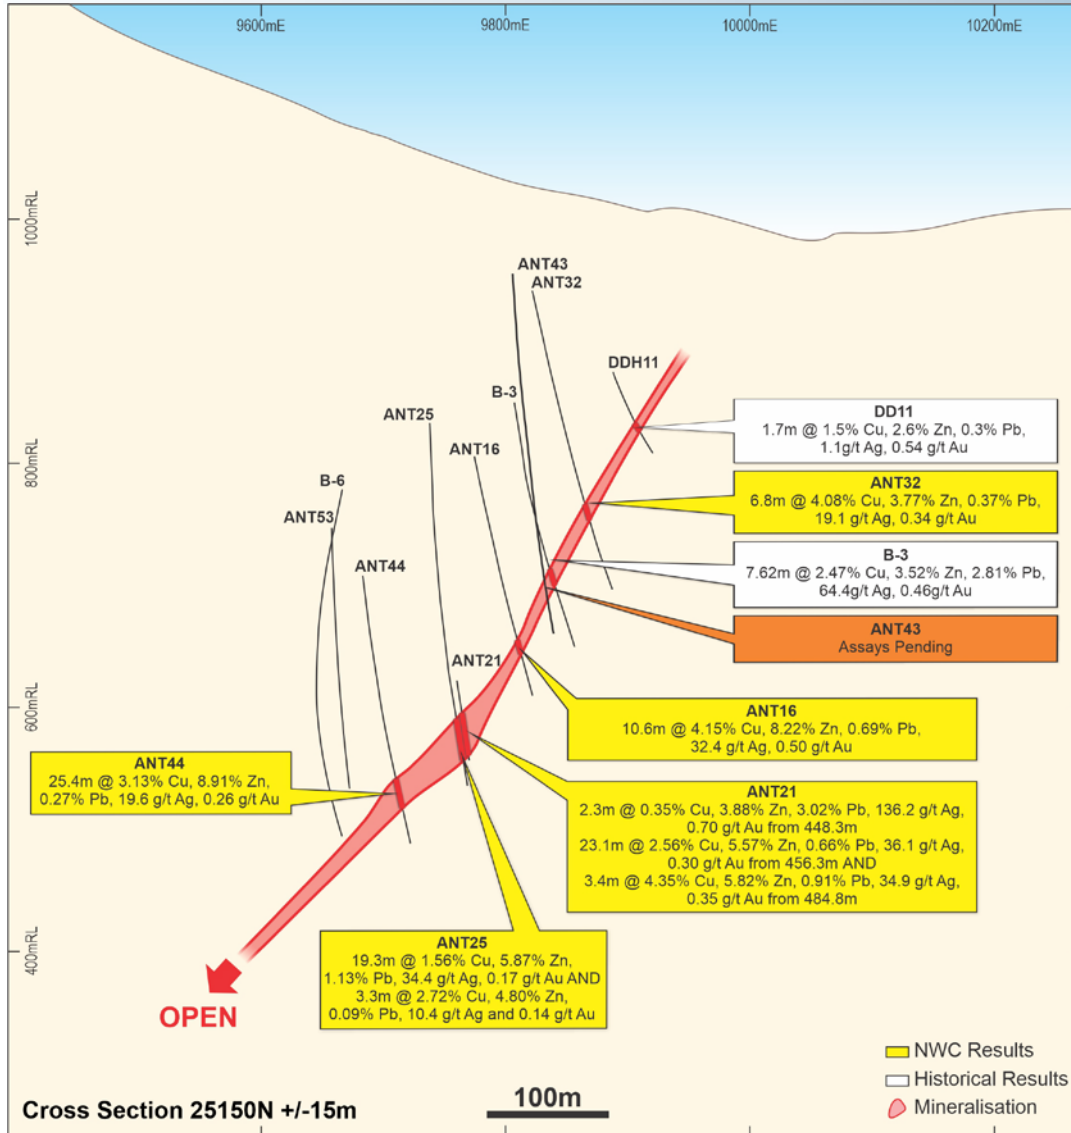 9600mE
9800mE
10000mE
10200mE
1000mRL
800mRL
600mRL
400mRL
ANT43
ANT32
DDH11
B-3
ANT25
ANT16
B-6
ANT53
ANT44
ANT21
DD11
1.7m @ 1.5% Cu, 2.6% Zn, 0.3% Pb,
1.1g/t Ag, 0.54 g/t Au
ANT32
6.8m @ 4.08% Cu, 3.77% Zn, 0.37% Pb,
19.1 g/t Ag, 0.34 g/t Au
B-3
7.62m @ 2.47% Cu, 3.52% Zn, 2.81% Pb,
64.4g/t Ag, 0.46g/t Au
ANT43
Assays Pending
ANT16
10.6m @ 4.15% Cu, 8.22% Zn, 0.69% Pb,
32.4 g/t Ag, 0.50 g/t Au
ANT44
25.4m @ 3.13% Cu, 8.91% Zn,
0.27% Pb, 19.6 g/t Ag, 0.26 g/t Au
ANT21
2.3m @ 0.35% Cu, 3.88% Zn, 3.02% Pb, 136.2 g/t Ag,
0.70 g/t Au from 448.3m
23.1m @ 2.56% Cu, 5.57% Zn, 0.66% Pb, 36.1 g/t Ag,
0.30 g/t Au from 456.3m AND
3.4m @ 4.35% Cu, 5.82% Zn, 0.91% Pb, 34.9 g/t Ag,
0.35 g/t Au from 484.8m
ANT25
19.3m @ 1.56% Cu, 5.87% Zn,
1.13% Pb, 34.4 g/t Ag, 0.17 g/t Au AND
3.3m @ 2.72% Cu, 4.80% Zn,
0.09% Pb, 10.4 g/t Ag and 0.14 g/t Au
OPEN
NWC Results
Historical Results
Mineralisation
100m
Cross Section 25150N +/-15m